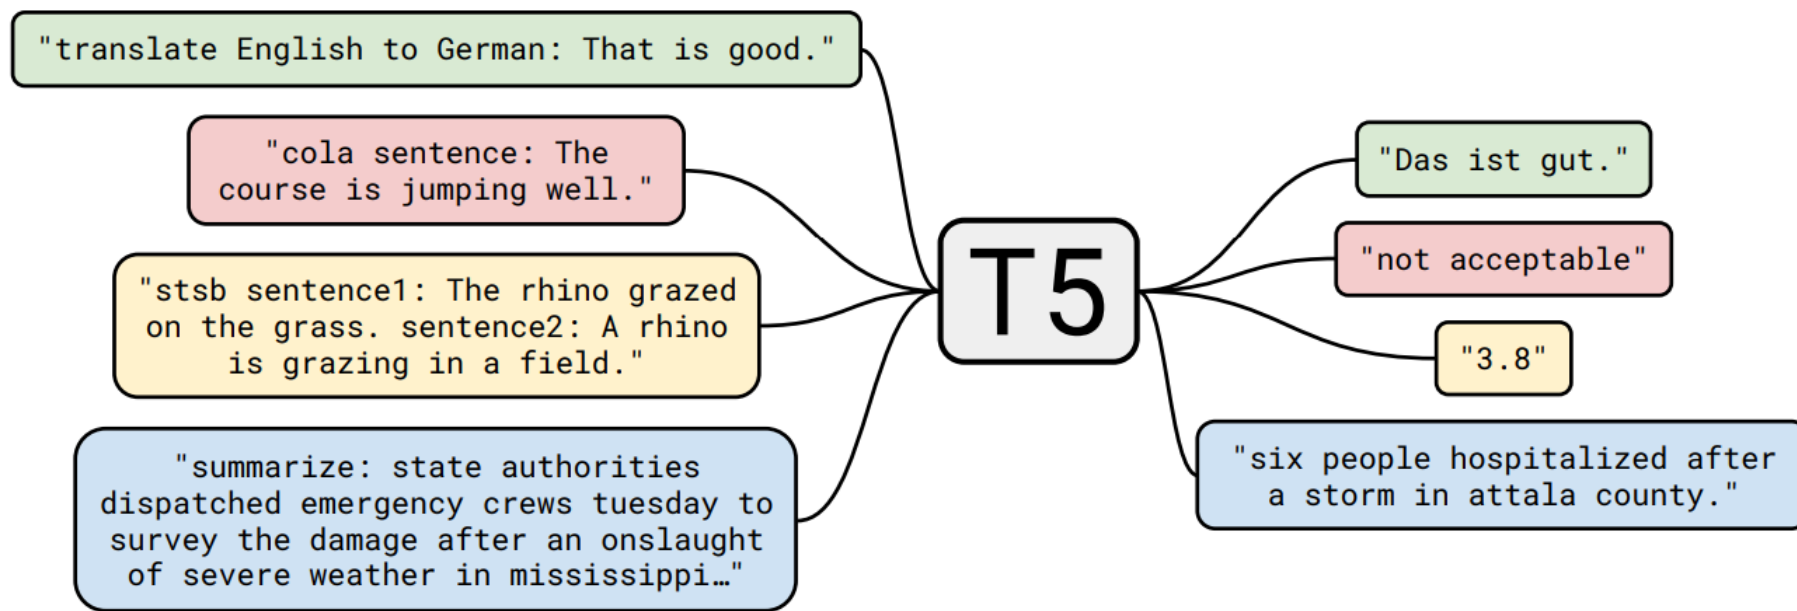 "translate English to German: That is good."
"cola sentence: The
course is jumping well."
"stsb sentence1: The rhino grazed
on the grass. sentence2: A rhino
is grazing in a field."
"summarize: state authorities
dispatched emergency crews tuesday to
survey the damage after an onslaught
of severe weather in mississippi…"
T5
"Das ist gut."
"not acceptable"
"3.8"
"six people hospitalized after
a storm in attala county."